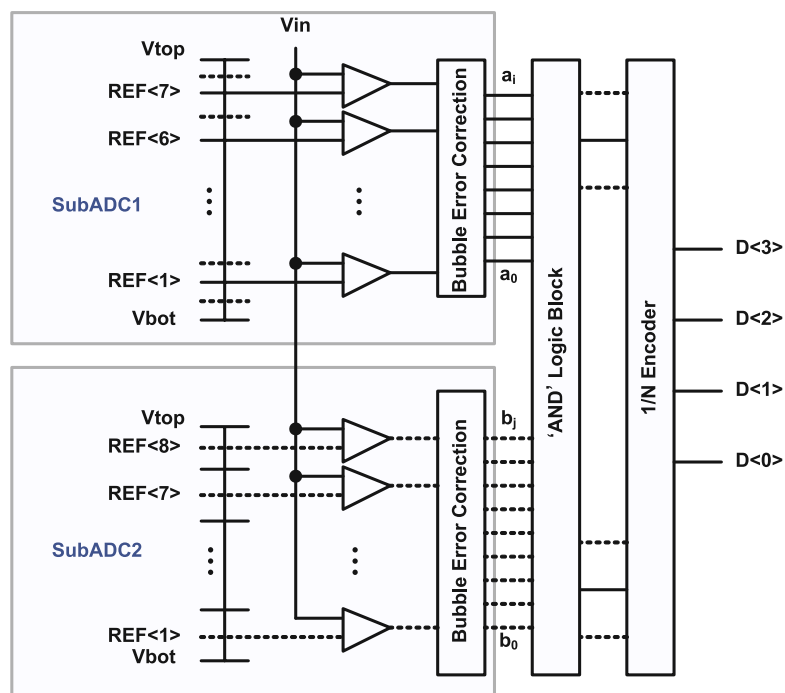 Vin
Vtop
REF<7>
REF<6>
SubADC1
REF<1>
Vbot
Bubble Error Correction
aᵢ
a₀
Vtop
REF<8>
REF<7>
SubADC2
REF<1>
Vbot
Bubble Error Correction
bⱼ
b₀
‘AND’ Logic Block
1/N Encoder
D<3>
D<2>
D<1>
D<0>